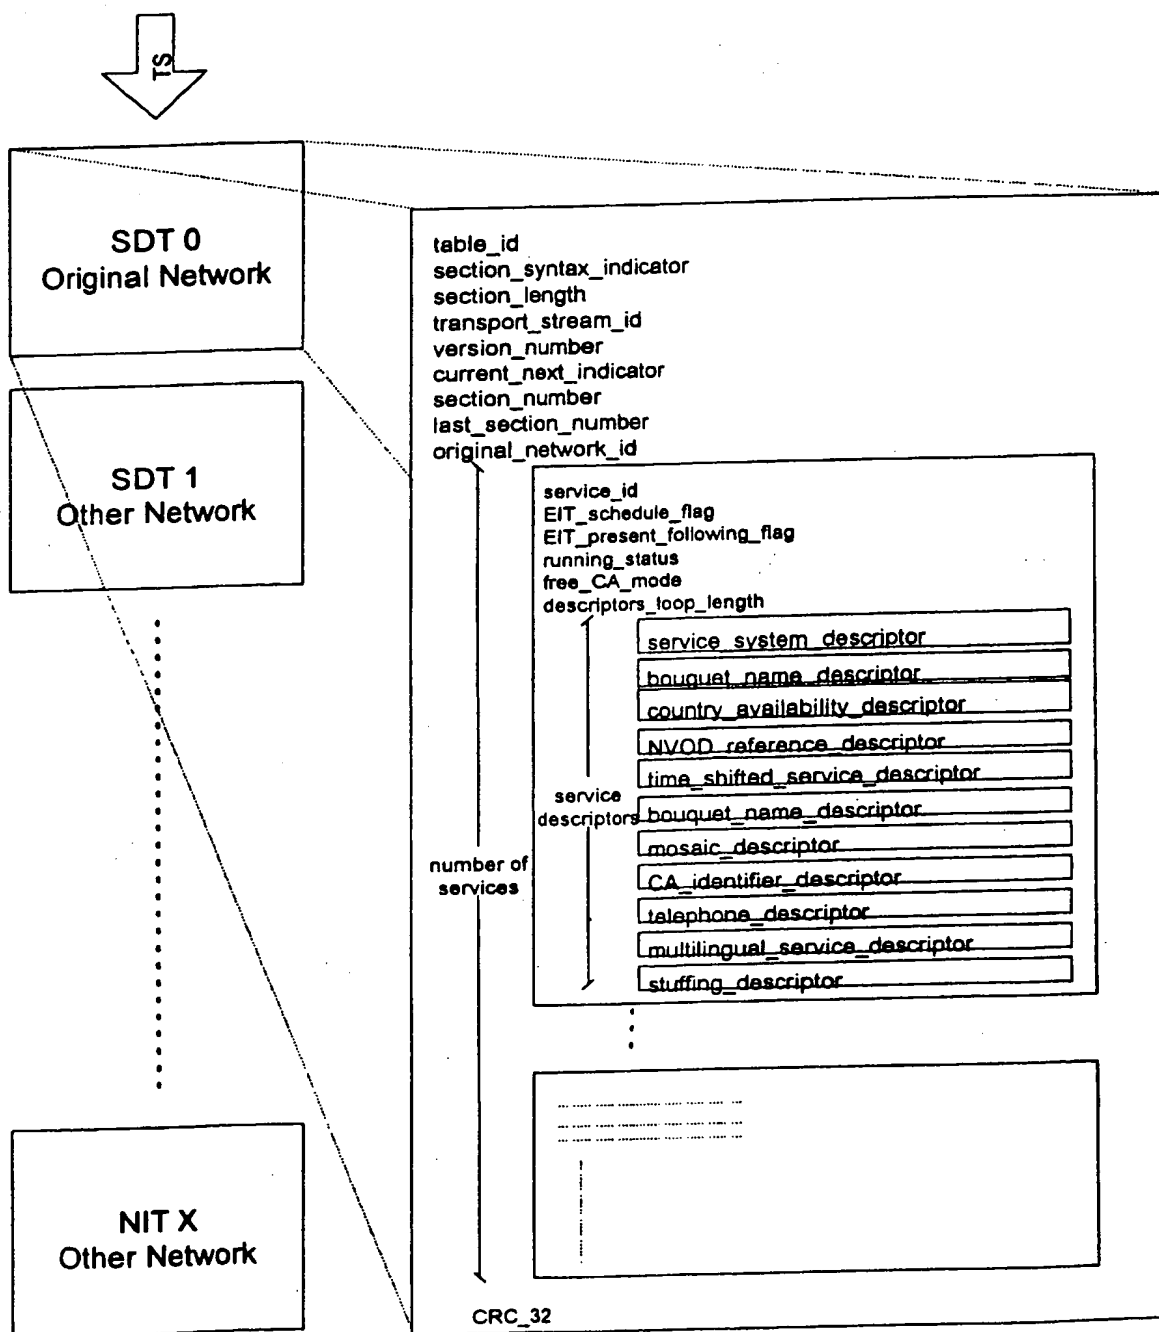 TS
SDT 0
Original Network
SDT 1
Other Network
NIT X
Other Network
table_id
section_syntax_indicator
section_length
transport_stream_id
version_number
current_next_indicator
section_number
last_section_number
original_network_id
number of
services
service_id
EIT_schedule_flag
EIT_present_following_flag
running_status
free_CA_mode
descriptors_loop_length
service
descriptors
service_system_descriptor
bouquet_name_descriptor
country_availability_descriptor
NVOD_reference_descriptor
time_shifted_service_descriptor
bouquet_name_descriptor
mosaic_descriptor
CA_identifier_descriptor
telephone_descriptor
multilingual_service_descriptor
stuffing_descriptor
CRC_32